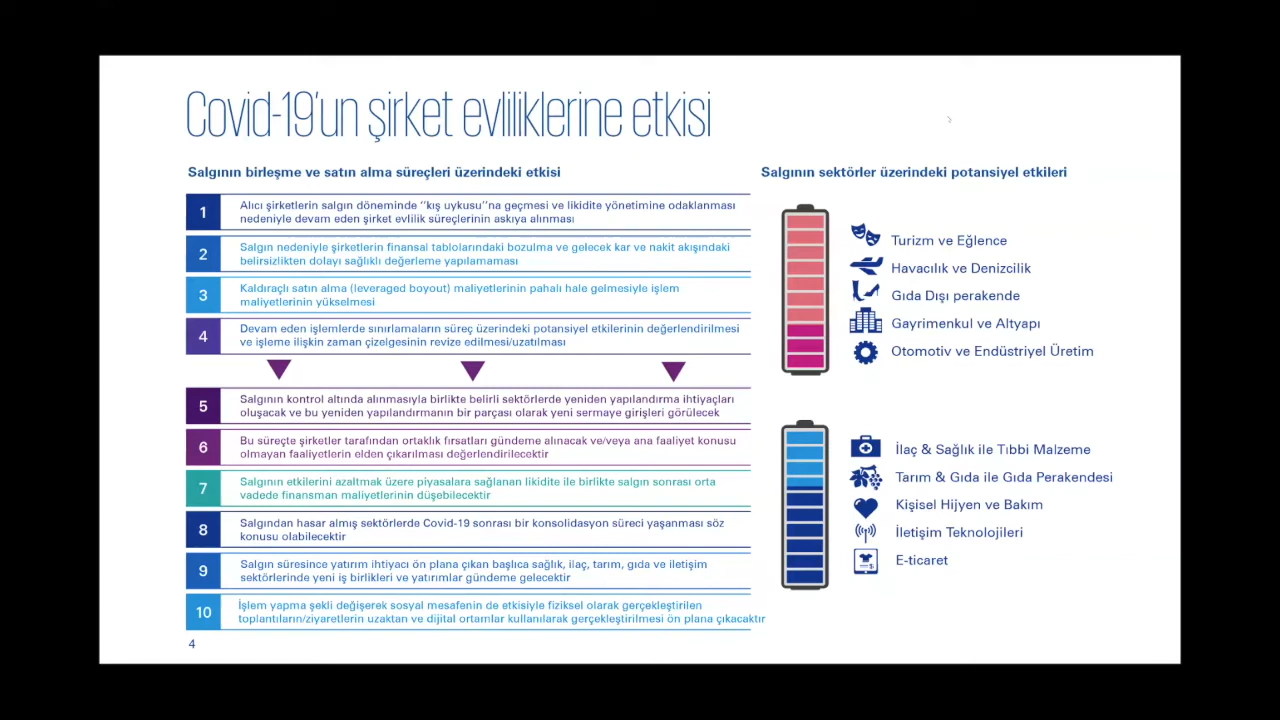 Covid-19'un şirket evliliklerine etkisi
Salgının birleşme ve satın alma süreçleri üzerindeki etkisi
1
Alıcı şirketlerin salgın döneminde ‘‘kış uykusu’’na geçmesi ve likidite yönetimine odaklanması
nedeniyle devam eden şirket evlilik süreçlerinin askıya alınması
2
Salgın nedeniyle şirketlerin finansal tablolarındaki bozulma ve gelecek kar ve nakit akışındaki
belirsizlikten dolayı sağlıklı değerleme yapılamaması
3
Kaldıraçlı satın alma (leveraged boyout) maliyetlerinin pahalı hale gelmesiyle işlem
maliyetlerinin yükselmesi
4
Devam eden işlemlerde sınırlamaların süreç üzerindeki potansiyel etkilerinin değerlendirilmesi
ve işleme ilişkin zaman çizelgesinin revize edilmesi/uzatılması
5
Salgının kontrol altında alınmasıyla birlikte belirli sektörlerde yeniden yapılandırma ihtiyaçları
oluşacak ve bu yeniden yapılandırmanın bir parçası olarak yeni sermaye girişleri görülecek
6
Bu süreçte şirketler tarafından ortaklık fırsatları gündeme alınacak ve/veya ana faaliyet konusu
olmayan faaliyetlerin elden çıkarılması değerlendirilecektir
7
Salgının etkilerini azaltmak üzere piyasalara sağlanan likidite ile birlikte salgın sonrası orta
vadede finansman maliyetlerinin düşebilecektir
8
Salgından hasar almış sektörlerde Covid-19 sonrası bir konsolidasyon süreci yaşanması söz
konusu olabilecektir
9
Salgın süresince yatırım ihtiyacı ön plana çıkan başlıca sağlık, ilaç, tarım, gıda ve iletişim
sektörlerinde yeni iş birlikleri ve yatırımlar gündeme gelecektir
10
İşlem yapma şekli değişerek sosyal mesafenin de etkisiyle fiziksel olarak gerçekleştirilen
toplantıların/ziyaretlerin uzaktan ve dijital ortamlar kullanılarak gerçekleştirilmesi ön plana çıkacaktır
4
Salgının sektörler üzerindeki potansiyel etkileri
Turizm ve Eğlence
Havacılık ve Denizcilik
Gıda Dışı perakende
Gayrimenkul ve Altyapı
Otomotiv ve Endüstriyel Üretim
İlaç & Sağlık ile Tıbbi Malzeme
Tarım & Gıda ile Gıda Perakendesi
Kişisel Hijyen ve Bakım
İletişim Teknolojileri
E-ticaret